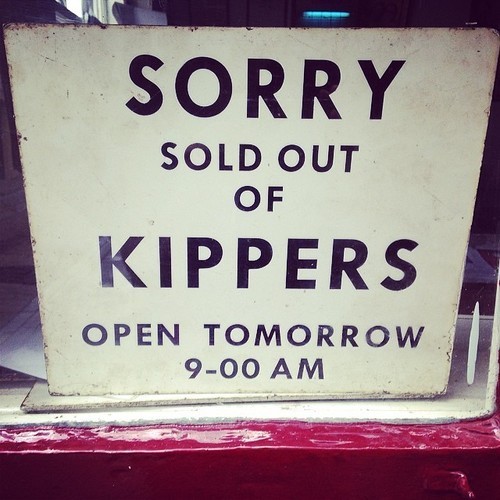 SORRY
SOLD OUT
OF
KIPPERS
OPEN TOMORROW
9-00 AM